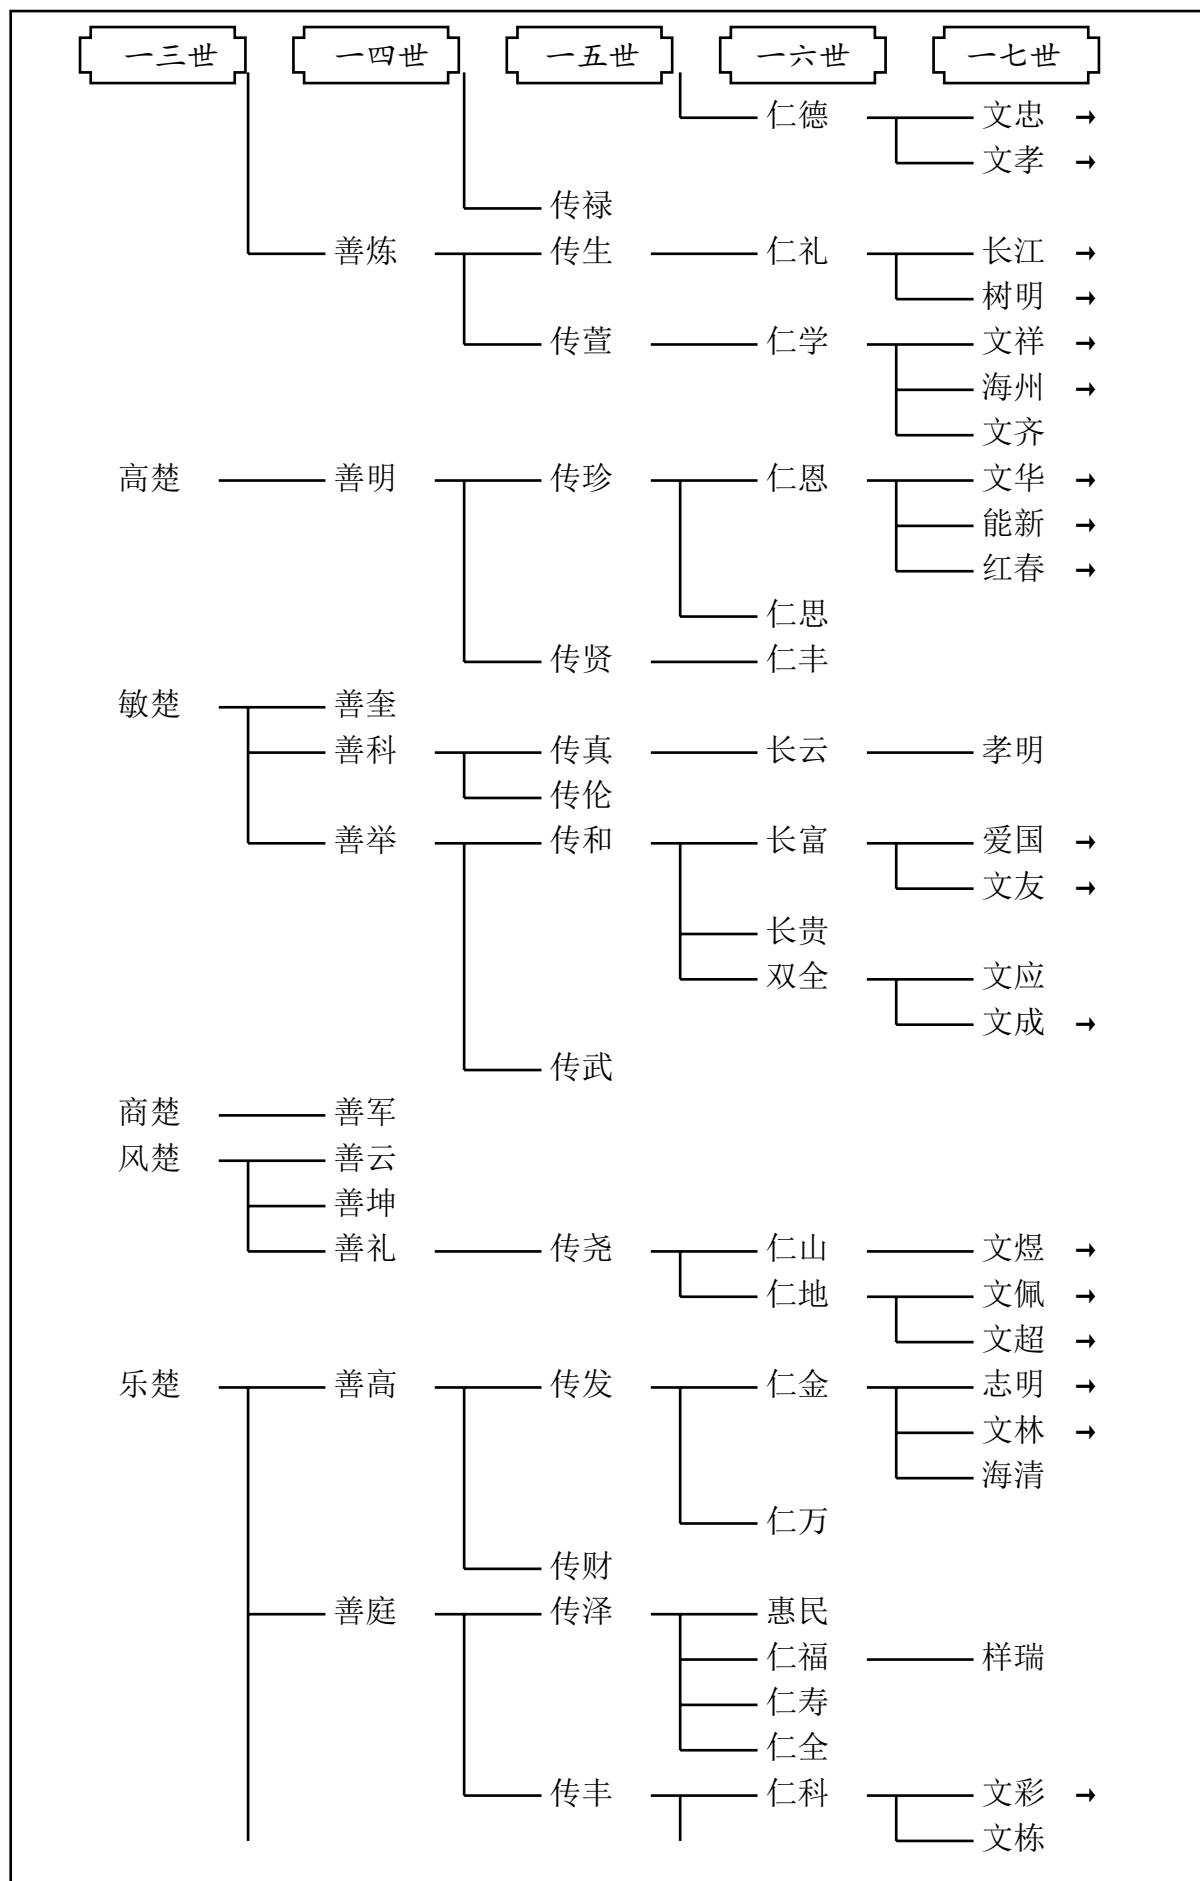 一三世 一四世 一五世 一六世 一七世
仁德 文忠 →
文孝 →
传禄
善炼 传生 仁礼 长江 →
树明 →
传萱 仁学 文祥 →
海州 →
文齐
高楚 善明 传珍 仁恩 文华 →
能新 →
红春 →
仁思
传贤 仁丰
敏楚 善奎
善科 传真 长云 孝明
传伦
善举 传和 长富 爱国 →
文友 →
长贵
双全 文应
文成 →
传武
商楚 善军
风楚 善云
善坤
善礼 传尧 仁山 文煜 →
仁地 文佩 →
文超 →
乐楚 善高 传发 仁金 志明 →
文林 →
海清
仁万
传财
善庭 传泽 惠民
仁福 样瑞
仁寿
仁全
传丰 仁科 文彩 →
文栋